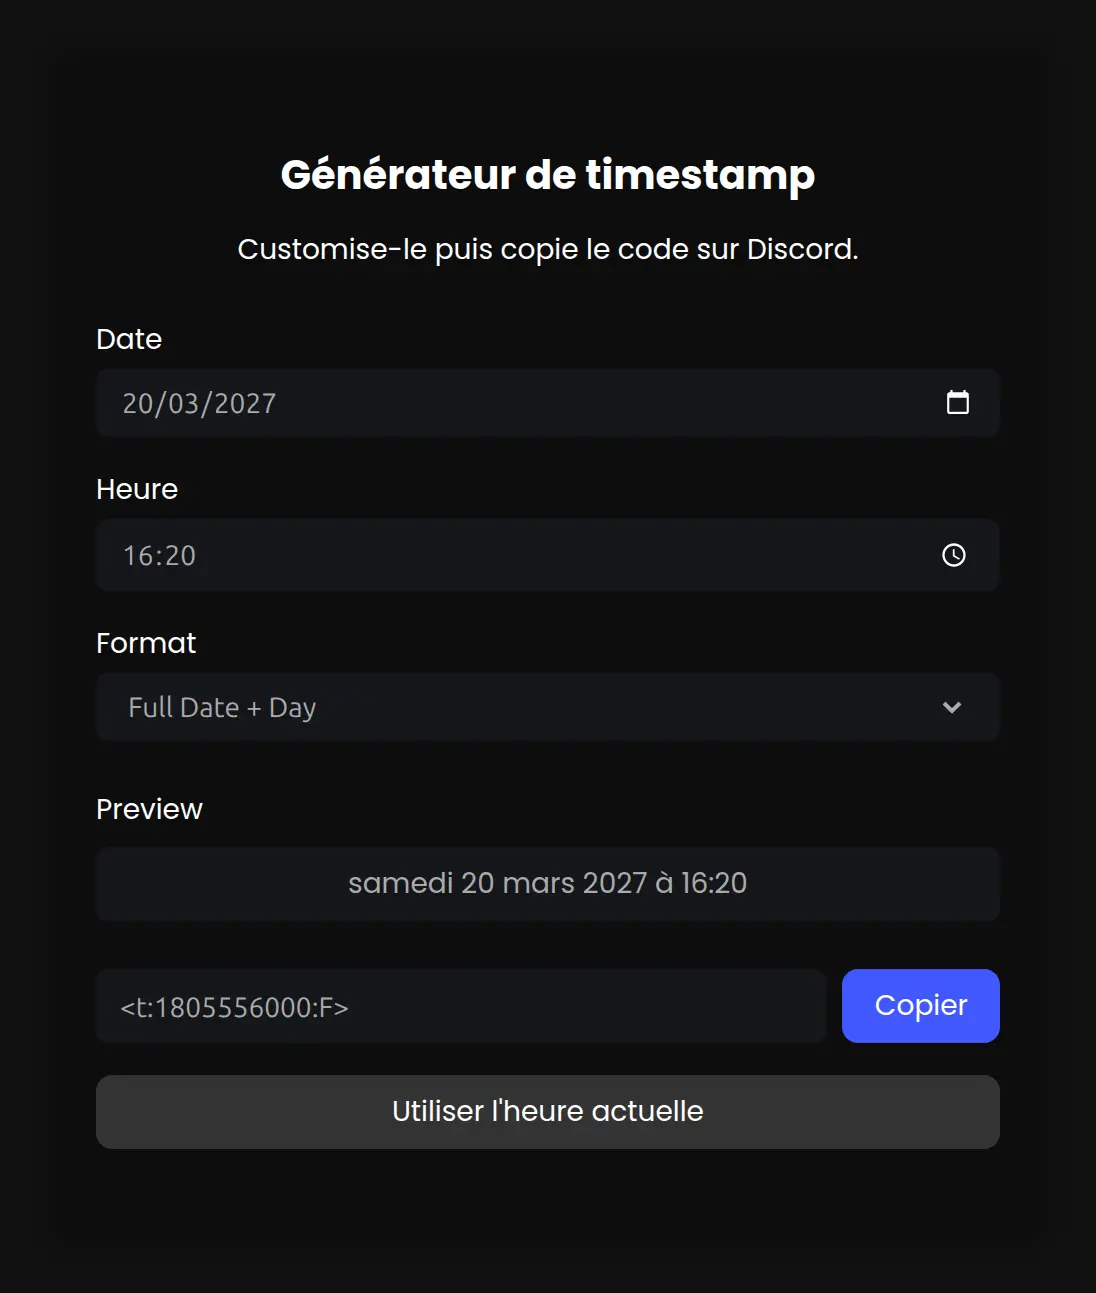 Générateur de timestamp
Customise-le puis copie le code sur Discord.
Date
20/03/2027
Heure
16:20
Format
Full Date + Day
Preview
samedi 20 mars 2027 à 16:20
<t:1805556000:F>
Copier
Utiliser l'heure actuelle